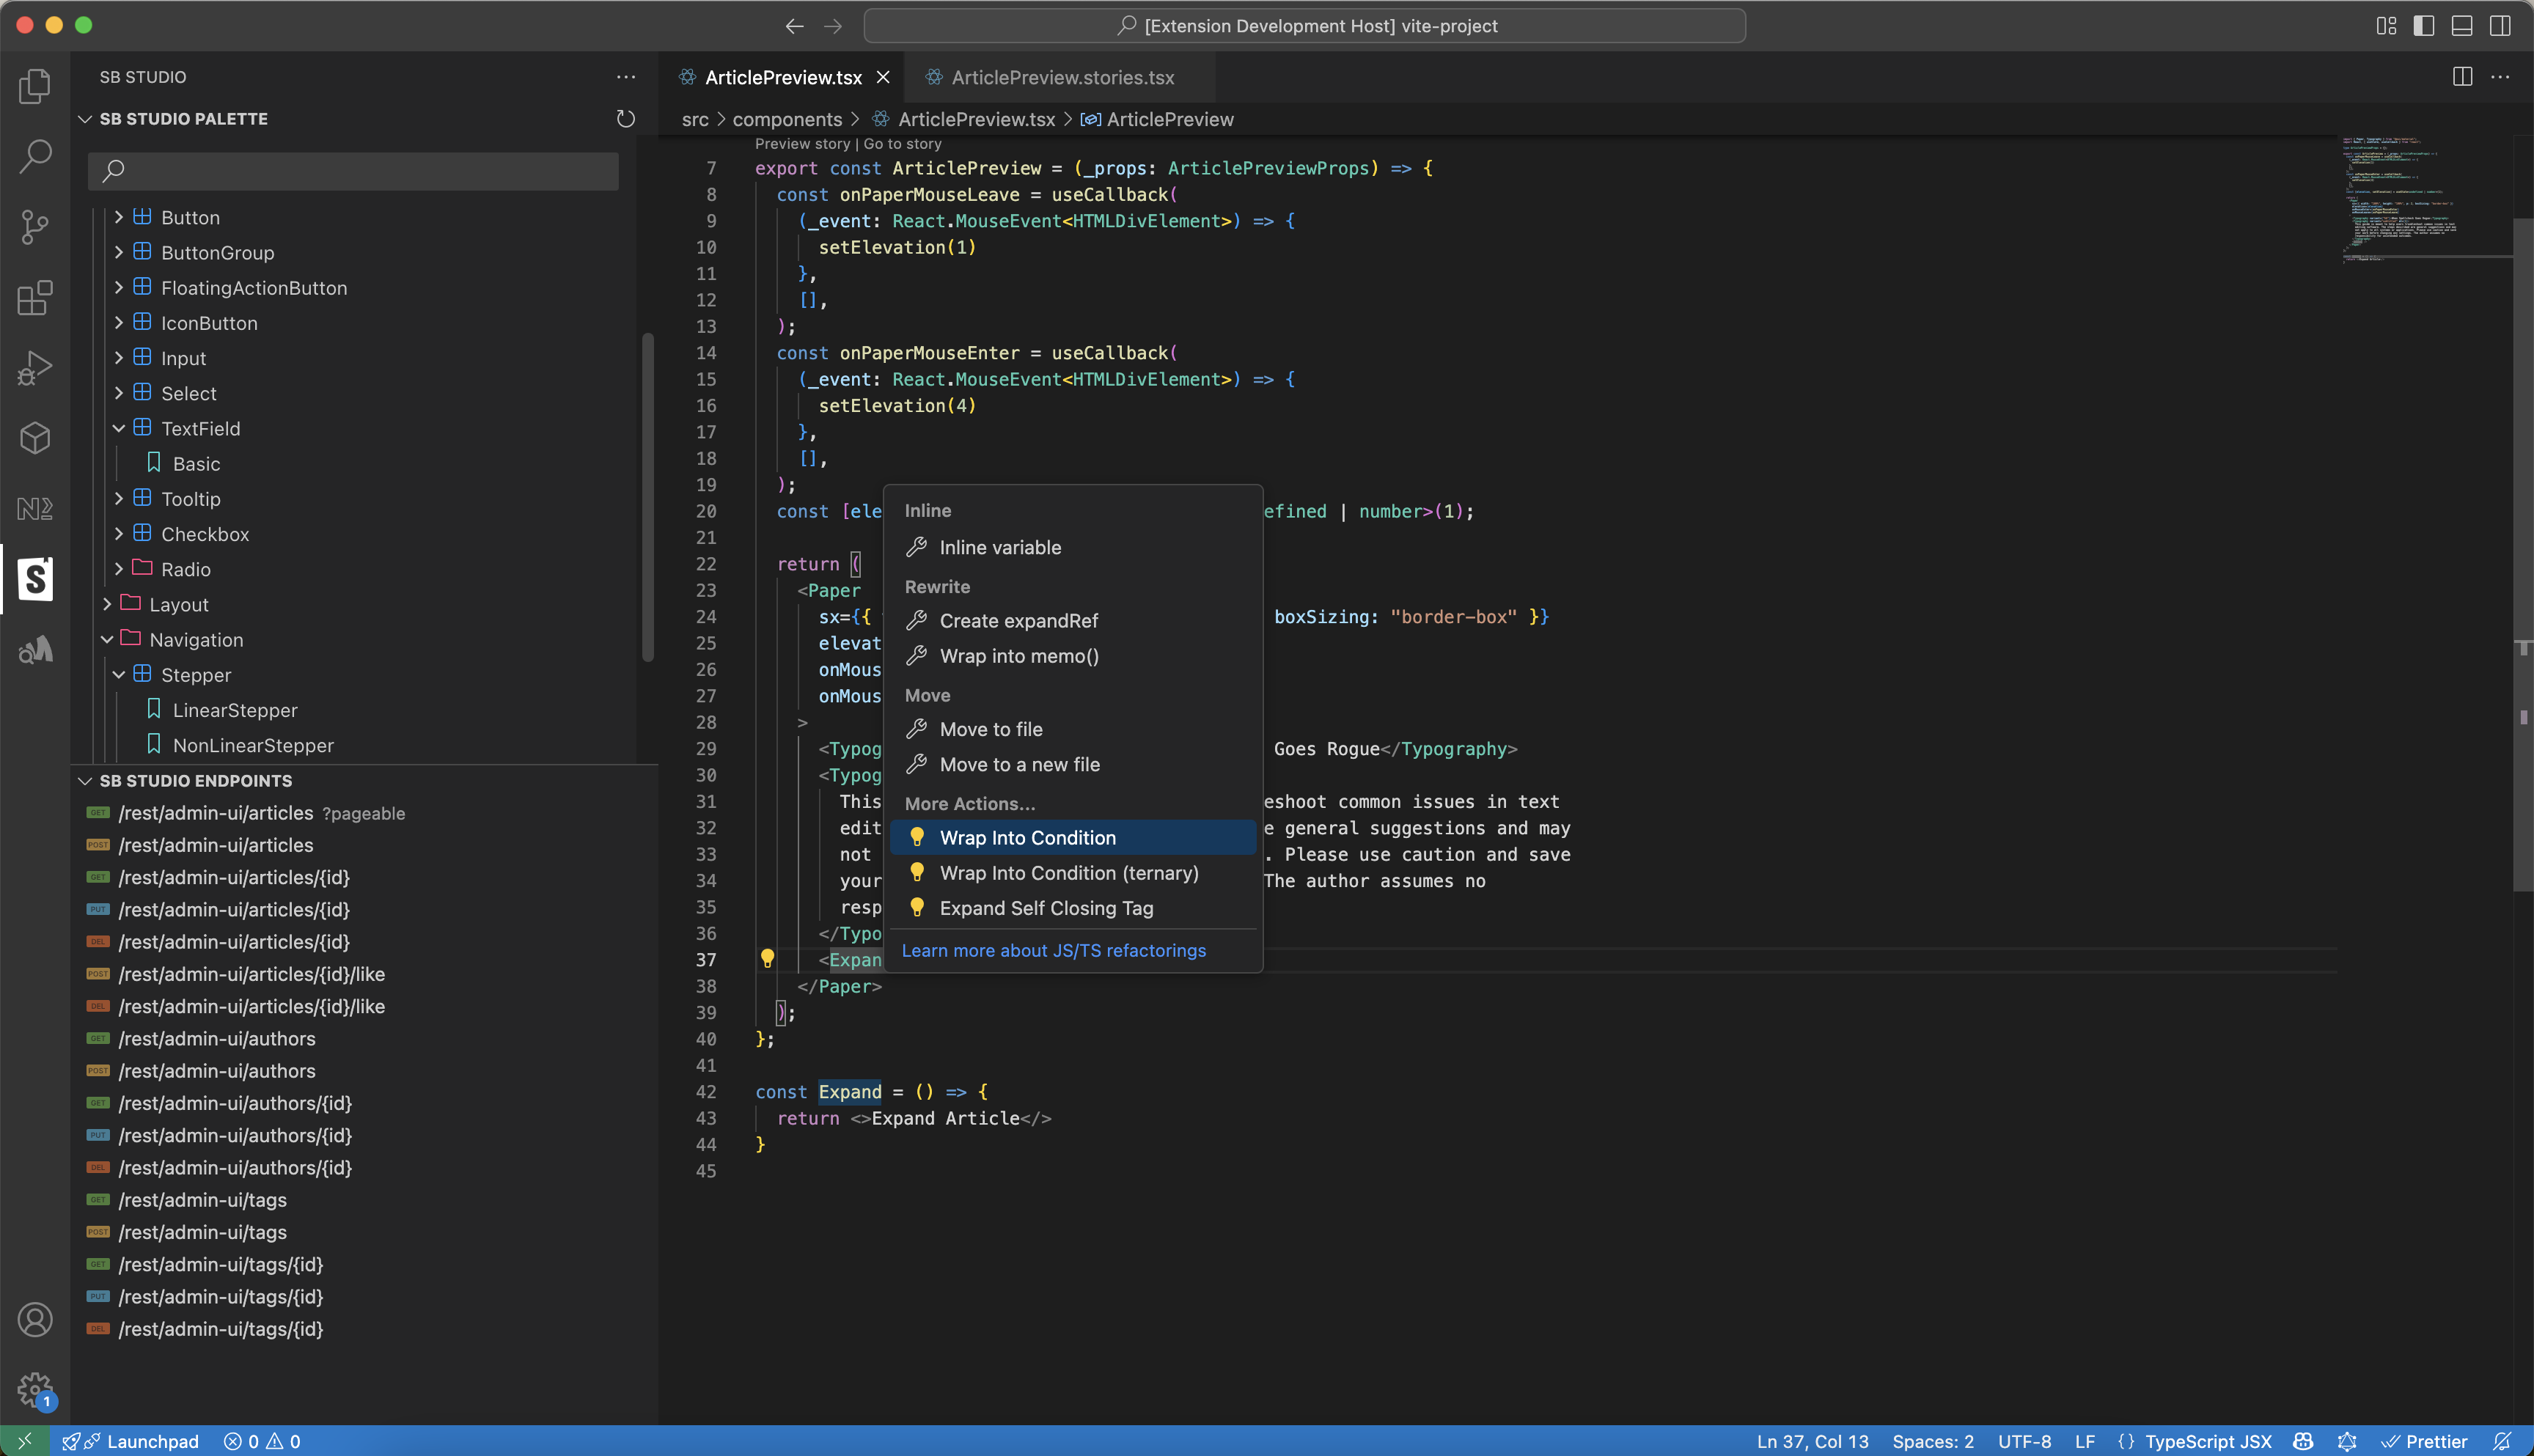 [Extension Development Host] vite-project
SB STUDIO
SB STUDIO PALETTE
Button
ButtonGroup
FloatingActionButton
IconButton
Input
Select
TextField
Basic
Tooltip
Checkbox
Radio
Layout
Navigation
Stepper
LinearStepper
NonLinearStepper
SB STUDIO ENDPOINTS
GET /rest/admin-ui/articles ?pageable
POST /rest/admin-ui/articles
GET /rest/admin-ui/articles/{id}
PUT /rest/admin-ui/articles/{id}
DEL /rest/admin-ui/articles/{id}
POST /rest/admin-ui/articles/{id}/like
DEL /rest/admin-ui/articles/{id}/like
GET /rest/admin-ui/authors
POST /rest/admin-ui/authors
GET /rest/admin-ui/authors/{id}
PUT /rest/admin-ui/authors/{id}
DEL /rest/admin-ui/authors/{id}
GET /rest/admin-ui/tags
POST /rest/admin-ui/tags
GET /rest/admin-ui/tags/{id}
PUT /rest/admin-ui/tags/{id}
DEL /rest/admin-ui/tags/{id}
ArticlePreview.tsx
ArticlePreview.stories.tsx
src > components > ArticlePreview.tsx > ArticlePreview
Preview story | Go to story
7 export const ArticlePreview = (_props: ArticlePreviewProps) => {
8 const onPaperMouseLeave = useCallback(
9 (_event: React.MouseEvent<HTMLDivElement>) => {
10 setElevation(1)
11 },
12 [],
13 );
14 const onPaperMouseEnter = useCallback(
15 (_event: React.MouseEvent<HTMLDivElement>) => {
16 setElevation(4)
17 },
18 [],
19 );
20 const [ele efined | number>(1);
21
22 return (
23 <Paper
24 sx={{ boxSizing: "border-box" }}
25 elevat
26 onMous
27 onMous
28 >
29 <Typog Goes Rogue</Typography>
30 <Typog
31 This eshoot common issues in text
32 edit e general suggestions and may
33 not . Please use caution and save
34 your The author assumes no
35 resp
36 </Typo
37 <Expan
38 </Paper>
39 );
40 };
41
42 const Expand = () => {
43 return <>Expand Article</>
44 }
45
Inline
Inline variable
Rewrite
Create expandRef
Wrap into memo()
Move
Move to file
Move to a new file
More Actions...
Wrap Into Condition
Wrap Into Condition (ternary)
Expand Self Closing Tag
Learn more about JS/TS refactorings
1
Launchpad 0 0
Ln 37, Col 13 Spaces: 2 UTF-8 LF {} TypeScript JSX Prettier